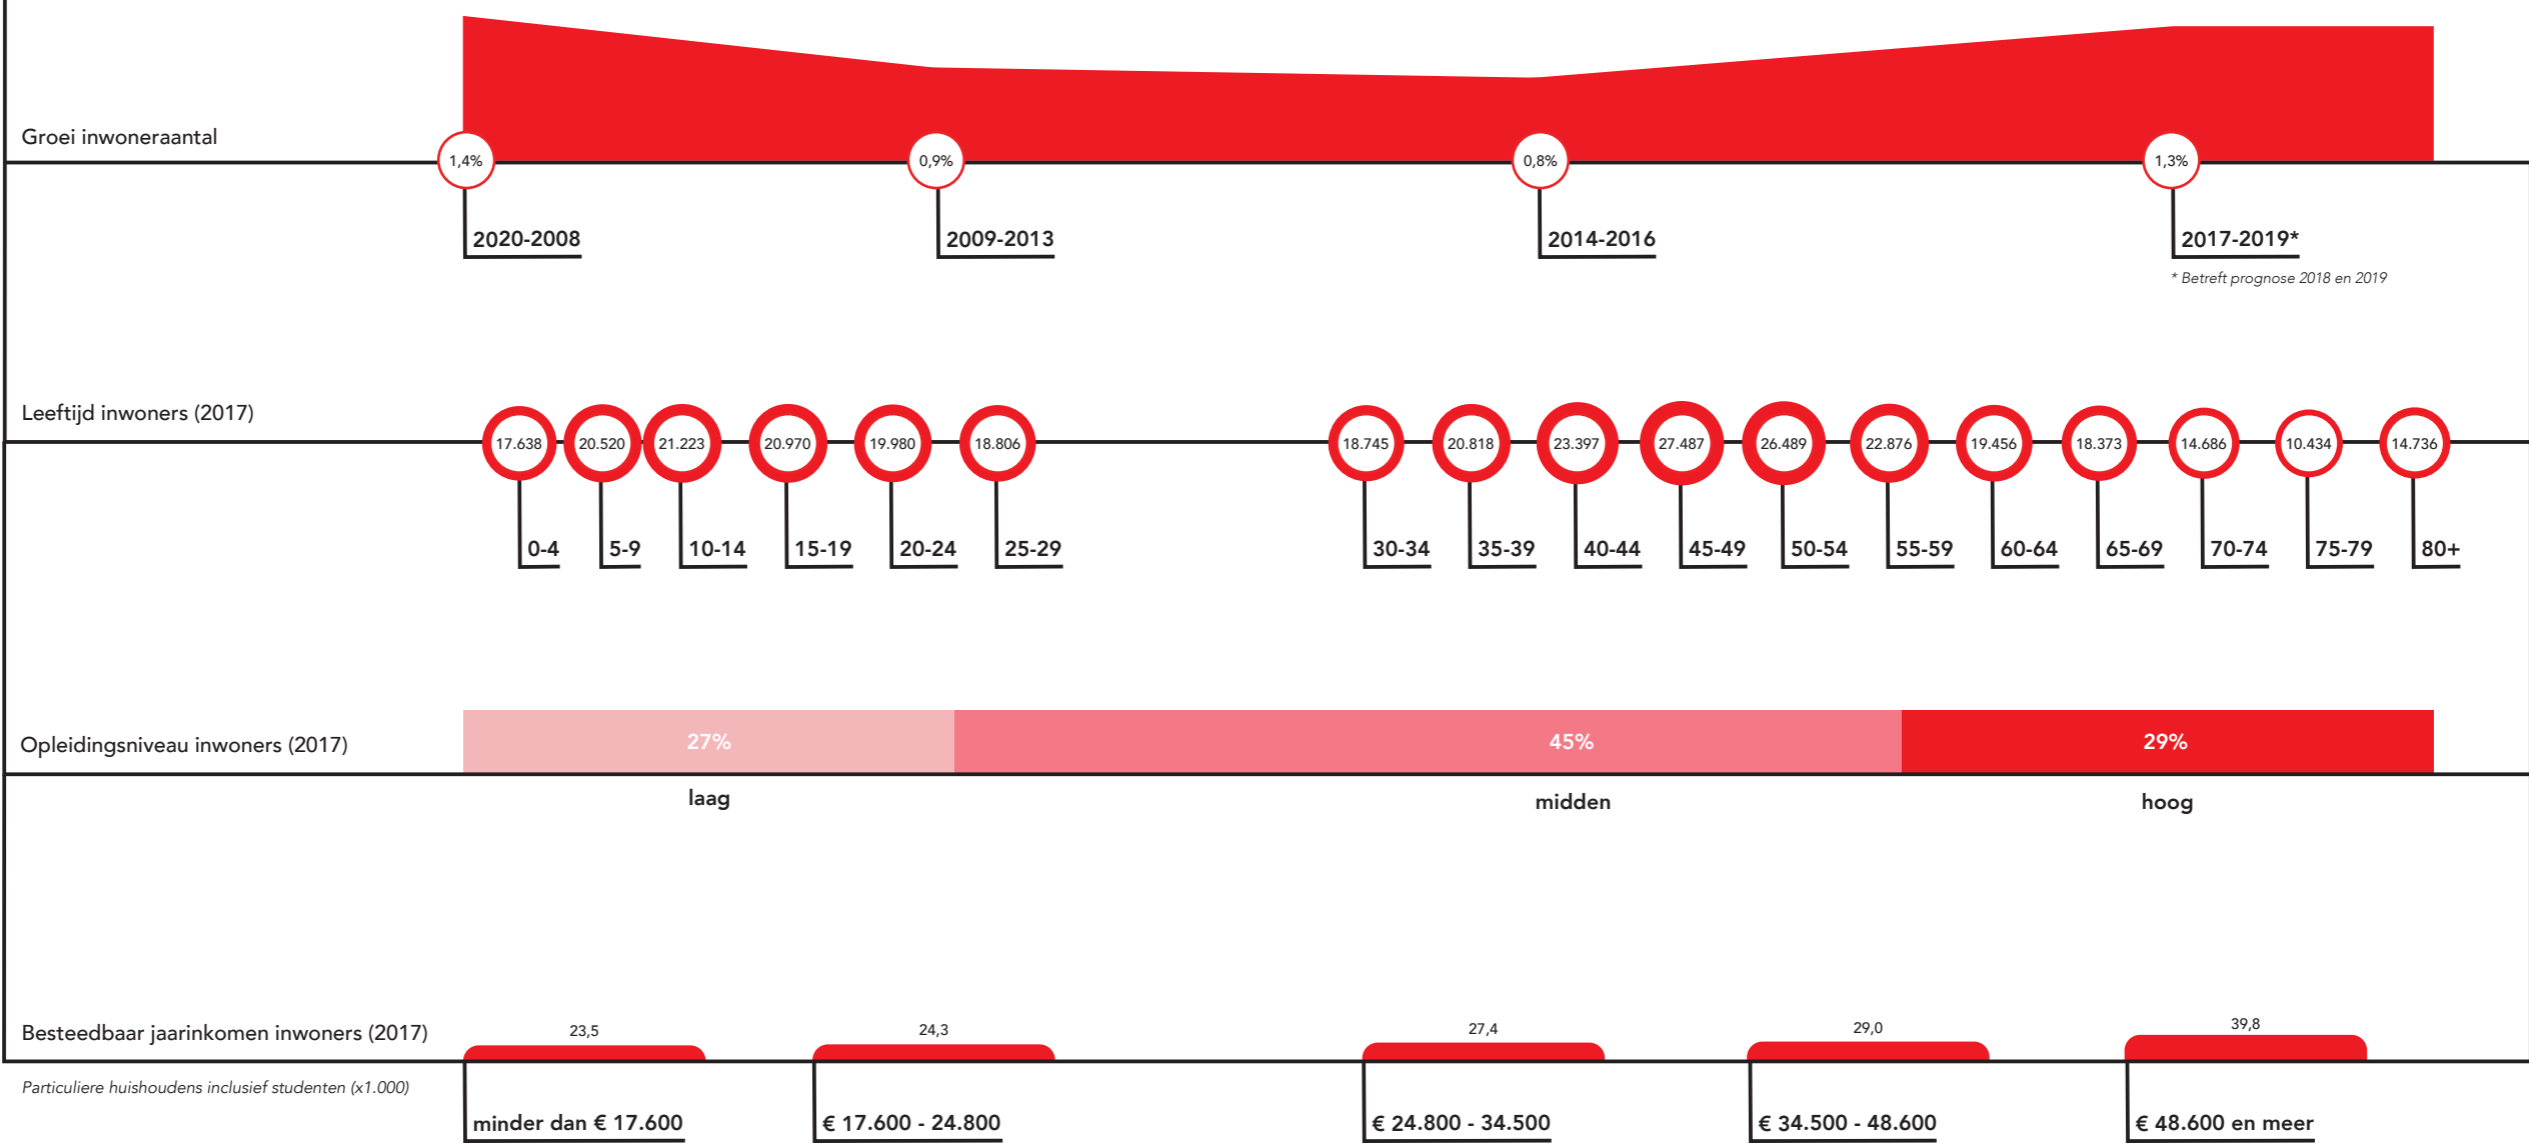 Groei inwoneraantal
1,4% 0,9% 0,8% 1,3%
2020-2008 2009-2013 2014-2016 2017-2019*
* Betreft prognose 2018 en 2019
Leeftijd inwoners (2017)
17.638 20.520 21.223 20.970 19.980 18.806 18.745 20.818 23.397 27.487 26.489 22.876 19.456 18.373 14.686 10.434 14.736
0-4 5-9 10-14 15-19 20-24 25-29 30-34 35-39 40-44 45-49 50-54 55-59 60-64 65-69 70-74 75-79 80+
Opleidingsniveau inwoners (2017)
27% 45% 29%
laag midden hoog
Besteedbaar jaarinkomen inwoners (2017)
23,5 24,3 27,4 29,0 39,8
Particuliere huishoudens inclusief studenten (x1.000)
minder dan € 17.600 € 17.600 - 24.800 € 24.800 - 34.500 € 34.500 - 48.600 € 48.600 en meer